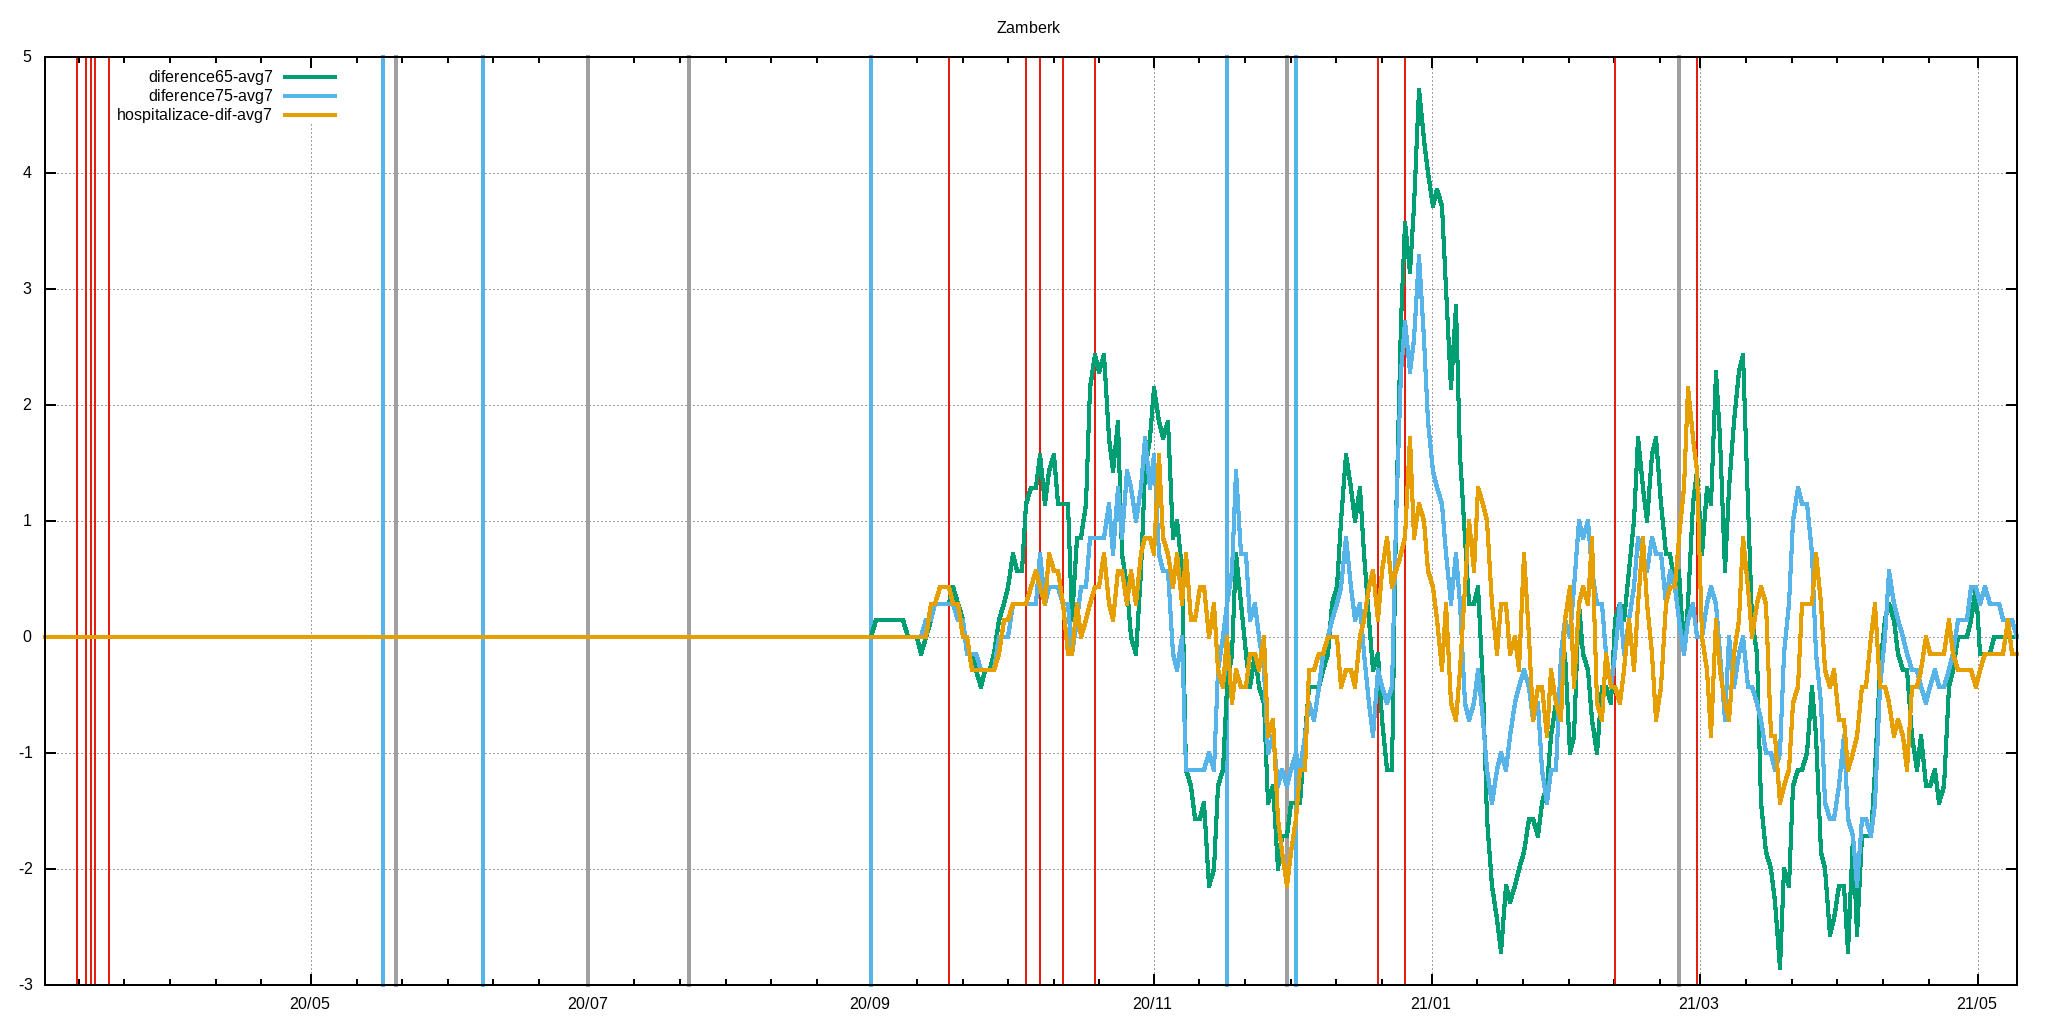 Zamberk
5
diference65-avg7
diference75-avg7
hospitalizace-dif-avg7
4
3
2
1
0
-1
-2
-3
20/05 20/07 20/09 20/11 21/01 21/03 21/05